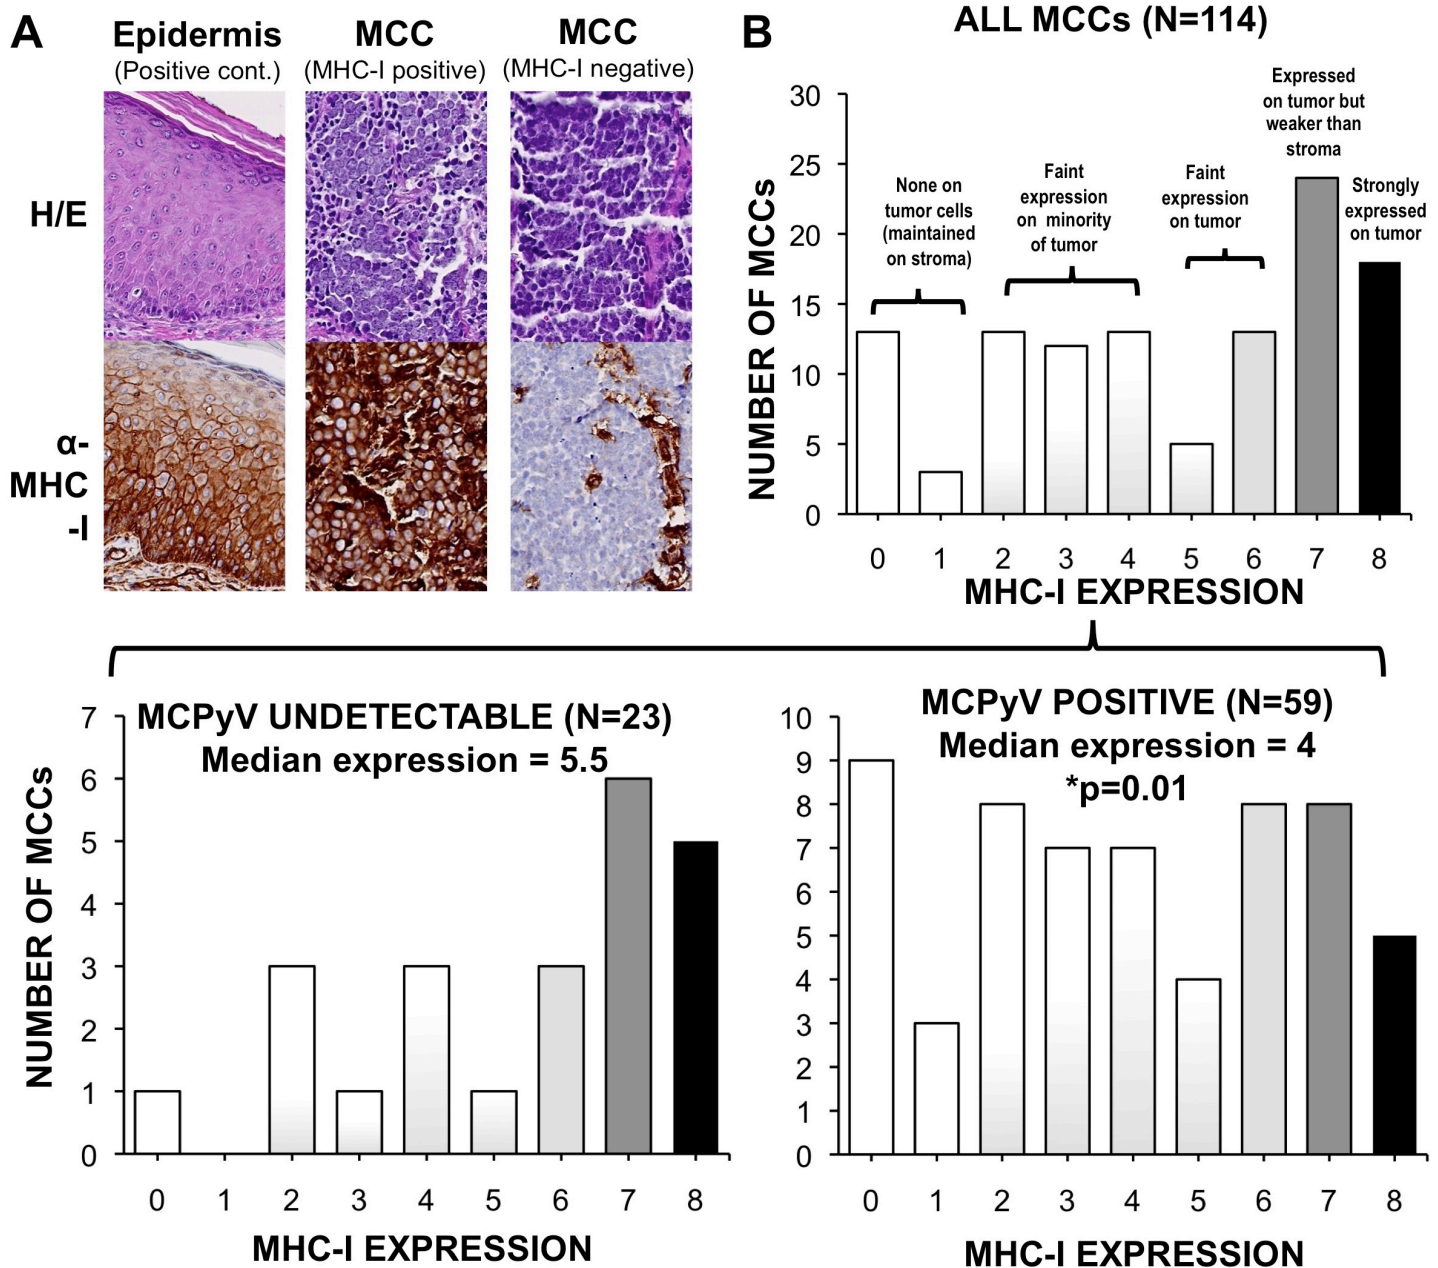 A
Epidermis
(Positive cont.)
MCC
(MHC-I positive)
MCC
(MHC-I negative)
H/E
α-
MHC
-I
B
ALL MCCs (N=114)
NUMBER OF MCCs
30
25
20
15
10
5
0
None on
tumor cells
(maintained
on stroma)
Faint
expression
on minority
of tumor
Faint
expression
on tumor
Expressed
on tumor but
weaker than
stroma
Strongly
expressed
on tumor
0 1 2 3 4 5 6 7 8
MHC-I EXPRESSION
MCPyV UNDETECTABLE (N=23)
Median expression = 5.5
NUMBER OF MCCs
7
6
5
4
3
2
1
0
0 1 2 3 4 5 6 7 8
MHC-I EXPRESSION
MCPyV POSITIVE (N=59)
Median expression = 4
*p=0.01
10
9
8
7
6
5
4
3
2
1
0
0 1 2 3 4 5 6 7 8
MHC-I EXPRESSION